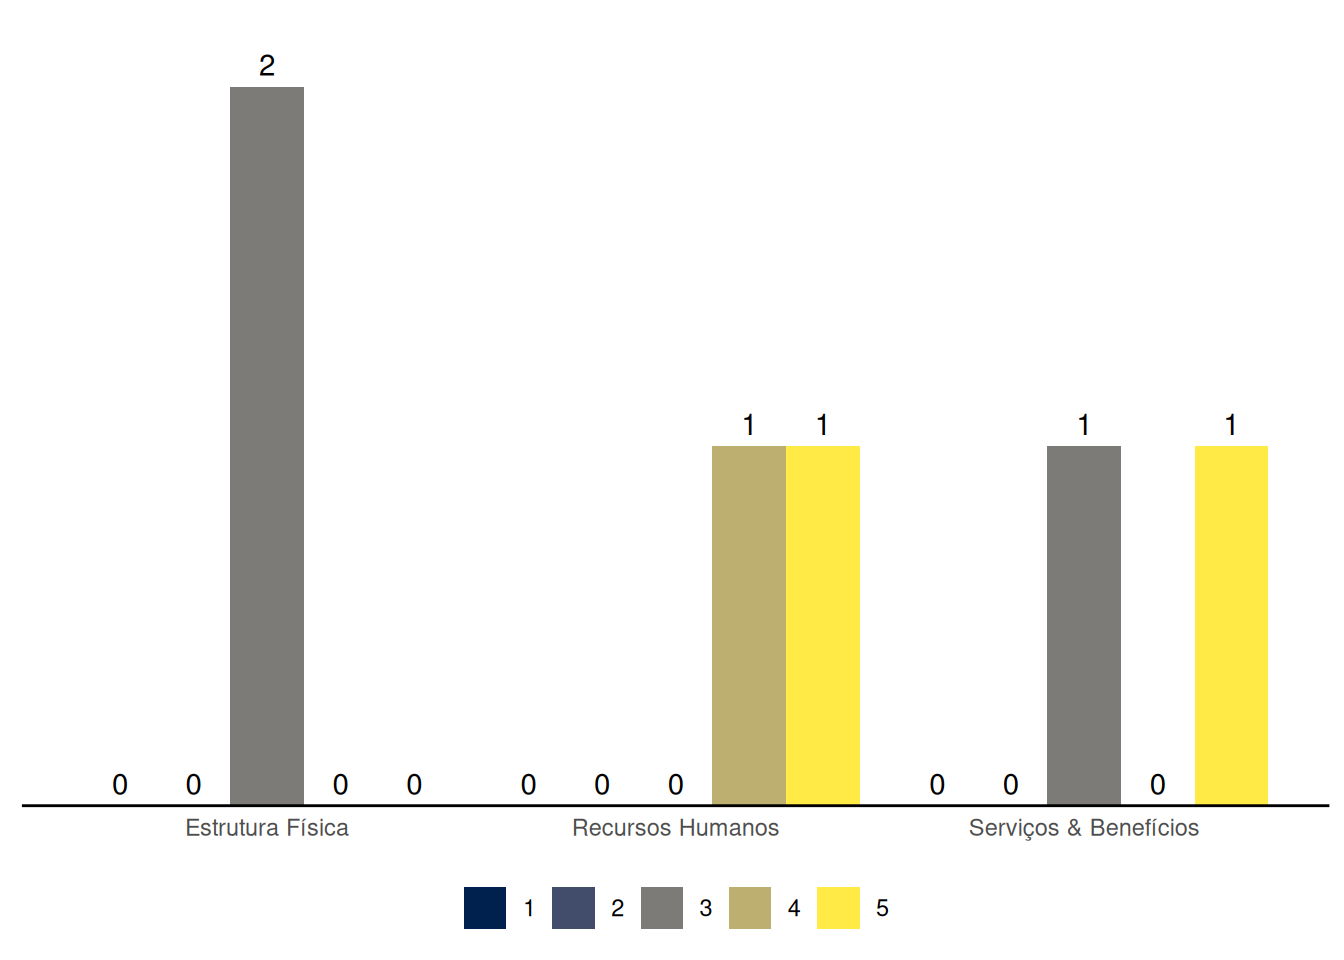 2
1 1 1 1
0 0 0 0 0 0 0 0 0 0
Estrutura Física Recursos Humanos Serviços & Benefícios
1 2 3 4 5